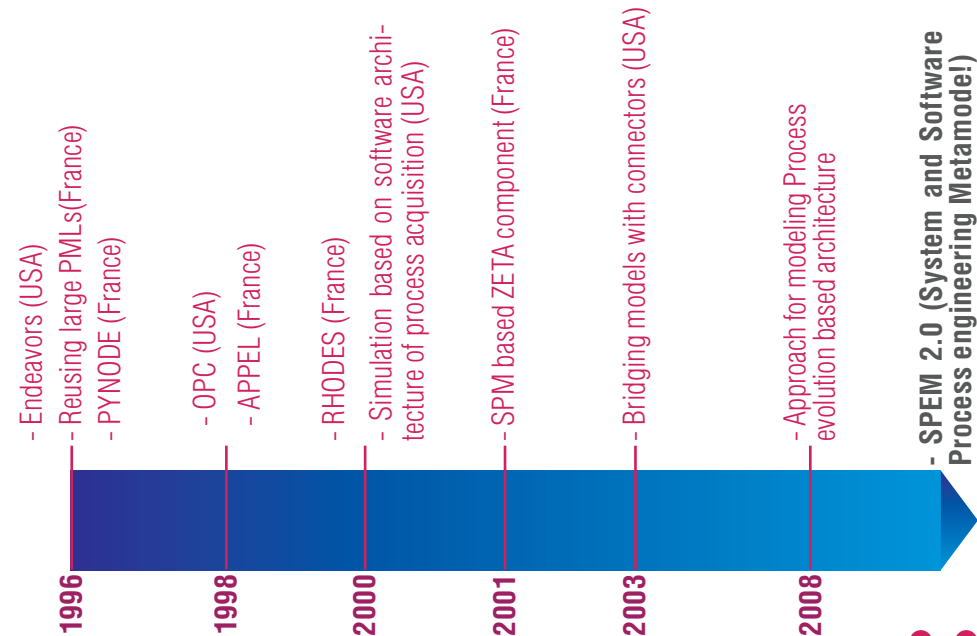 - Endeavors (USA)
- Reusing large PMLs(France)
- PYNODE (France)
1996
- OPC (USA)
- APPEL (France)
1998
- RHODES (France)
- Simulation based on software archi-
tecture of process acquisition (USA)
2000
- SPM based ZETA component (France)
2001
- Bridging models with connectors (USA)
2003
- Approach for modeling Process
evolution based architecture
2008
- SPEM 2.0 (System and Software
Process engineering Metamode!)